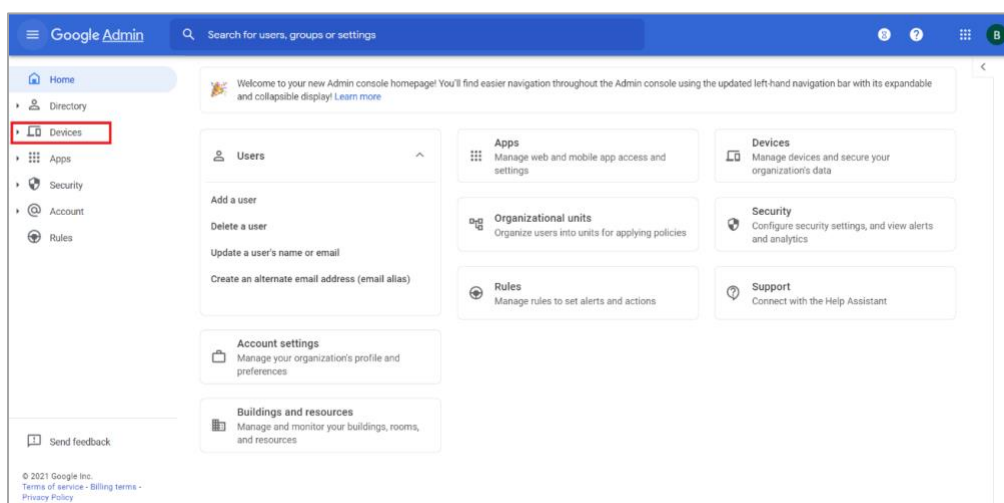 Google Admin
Search for users, groups or settings
8
?
B
Home
Directory
Devices
Apps
Security
Account
Rules
Send feedback
© 2021 Google Inc.
Terms of service - Billing terms -
Privacy Policy
Welcome to your new Admin console homepage! You'll find easier navigation throughout the Admin console using the updated left-hand navigation bar with its expandable
and collapsible display! Learn more
Users
Add a user
Delete a user
Update a user's name or email
Create an alternate email address (email alias)
Account settings
Manage your organization's profile and
preferences
Buildings and resources
Manage and monitor your buildings, rooms,
and resources
Apps
Manage web and mobile app access and
settings
Organizational units
Organize users into units for applying policies
Rules
Manage rules to set alerts and actions
Devices
Manage devices and secure your
organization's data
Security
Configure security settings, and view alerts
and analytics
Support
Connect with the Help Assistant